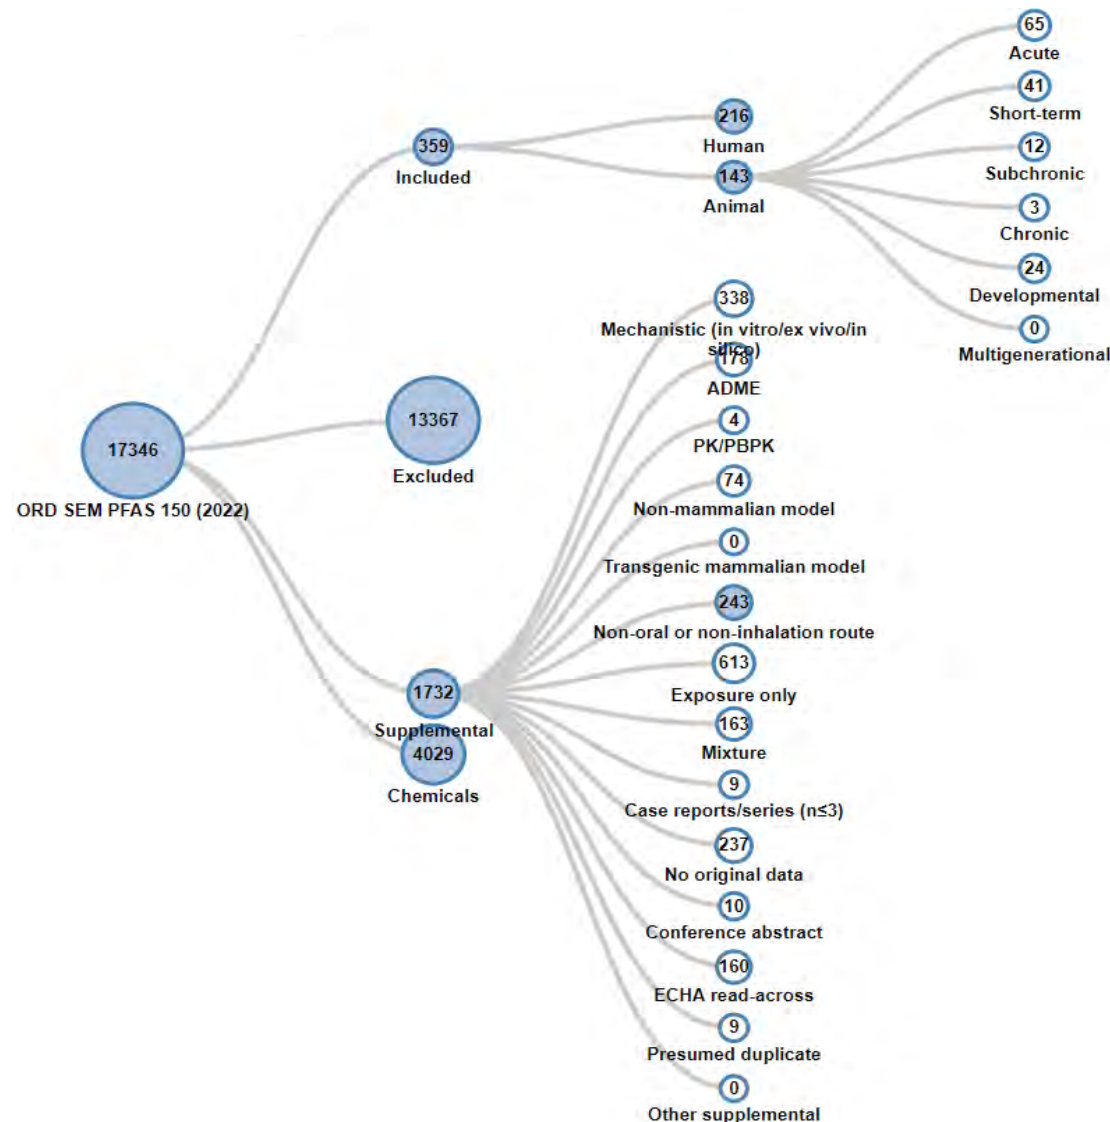 65
Acute
41
Short-term
12
Subchronic
3
Chronic
24
Developmental
0
Multigenerational
216
Human
143
Animal
359
Included
338
Mechanistic (in vitro/ex vivo/in
silico)
178
ADME
4
PK/PBPK
74
Non-mammalian model
0
Transgenic mammalian model
243
Non-oral or non-inhalation route
613
Exposure only
163
Mixture
9
Case reports/series (n≤3)
237
No original data
10
Conference abstract
160
ECHA read-across
9
Presumed duplicate
0
Other supplemental
13367
Excluded
17346
ORD SEM PFAS 150 (2022)
1732
Supplemental
4029
Chemicals